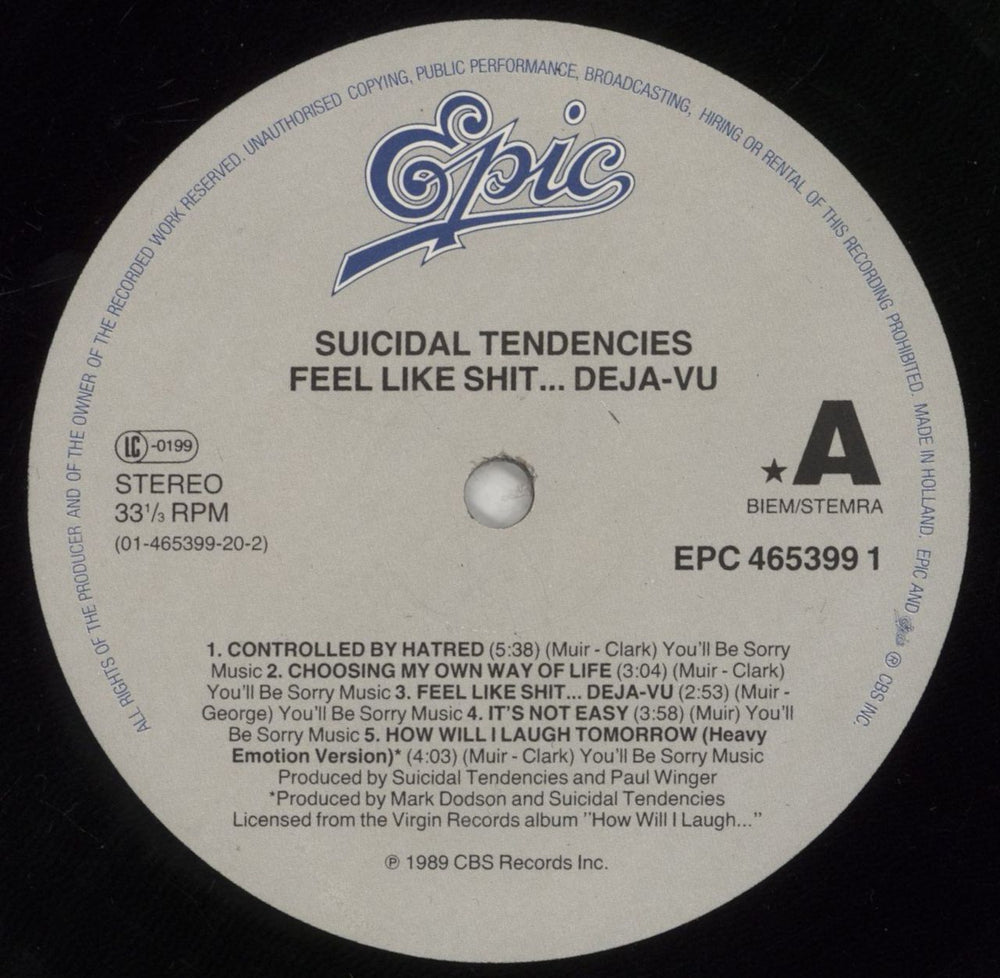 ALL RIGHTS OF THE PRODUCER AND OF THE OWNER OF THE RECORDED WORK RESERVED. UNAUTHORISED COPYING, PUBLIC PERFORMANCE, BROADCASTING, HIRING OR RENTAL OF THIS RECORDING PROHIBITED. MADE IN HOLLAND. EPIC AND ® CBS INC.
Epic
SUICIDAL TENDENCIES
FEEL LIKE SHIT... DEJA-VU
LC -0199
STEREO
33⅓ RPM
(01-465399-20-2)
★A
BIEM/STEMRA
EPC 465399 1
1. CONTROLLED BY HATRED (5:38) (Muir - Clark) You'll Be Sorry
Music 2. CHOOSING MY OWN WAY OF LIFE (3:04) (Muir - Clark)
You'll Be Sorry Music 3. FEEL LIKE SHIT... DEJA-VU (2:53) (Muir -
George) You'll Be Sorry Music 4. IT'S NOT EASY (3:58) (Muir) You'll
Be Sorry Music 5. HOW WILL I LAUGH TOMORROW (Heavy
Emotion Version)* (4:03) (Muir - Clark) You'll Be Sorry Music
Produced by Suicidal Tendencies and Paul Winger
*Produced by Mark Dodson and Suicidal Tendencies
Licensed from the Virgin Records album "How Will I Laugh..."
℗ 1989 CBS Records Inc.